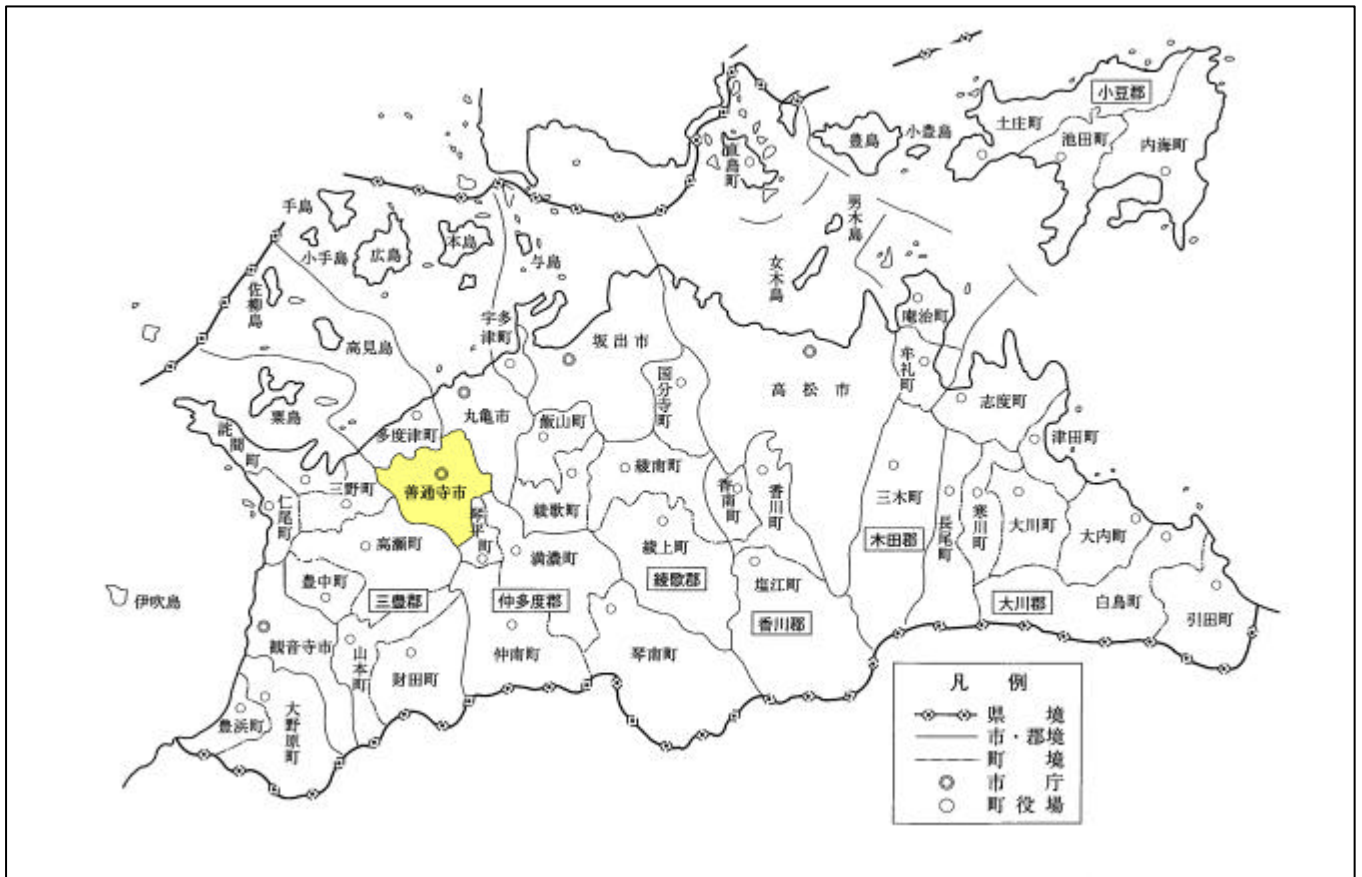 小豆郡
土庄町
池田町
内海町
小豊島
豊島
直島町
男木島
女木島
手島
小手島
広島
本島
与島
佐柳島
高見島
粟島
宇多津町
坂出市
国分寺町
高松市
庵治町
牟礼町
志度町
津田町
丸亀市
多度津町
飯山町
詫間町
三野町
善通寺市
綾南町
香南町
香川町
三木町
長尾町
寒川町
大川町
大内町
仁尾町
高瀬町
琴平町
綾歌町
満濃町
綾上町
木田郡
豊中町
三豊郡
仲多度郡
綾歌郡
塩江町
香川郡
大川郡
白鳥町
引田町
伊吹島
観音寺市
山本町
財田町
仲南町
琴南町
豊浜町
大野原町
凡例
県境
市・郡境
町境
市庁
町役場